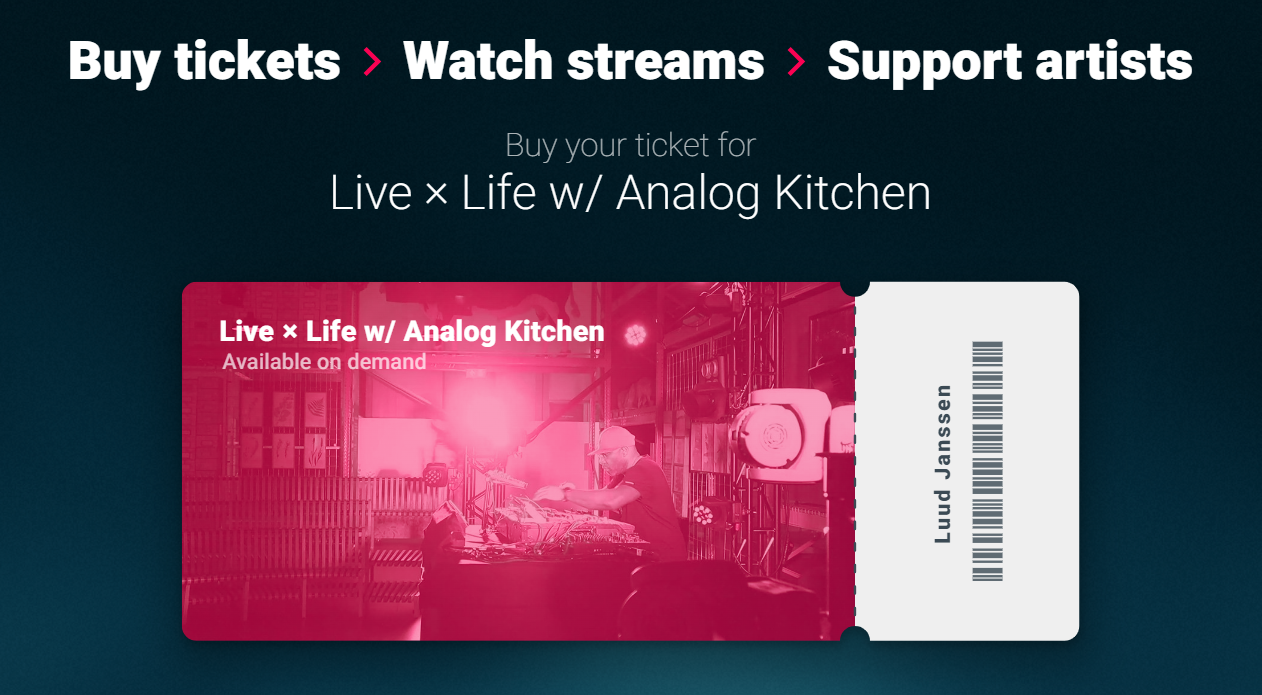 Buy tickets > Watch streams > Support artists
Buy your ticket for
Live × Life w/ Analog Kitchen
Live × Life w/ Analog Kitchen
Available on demand
Luud Janssen